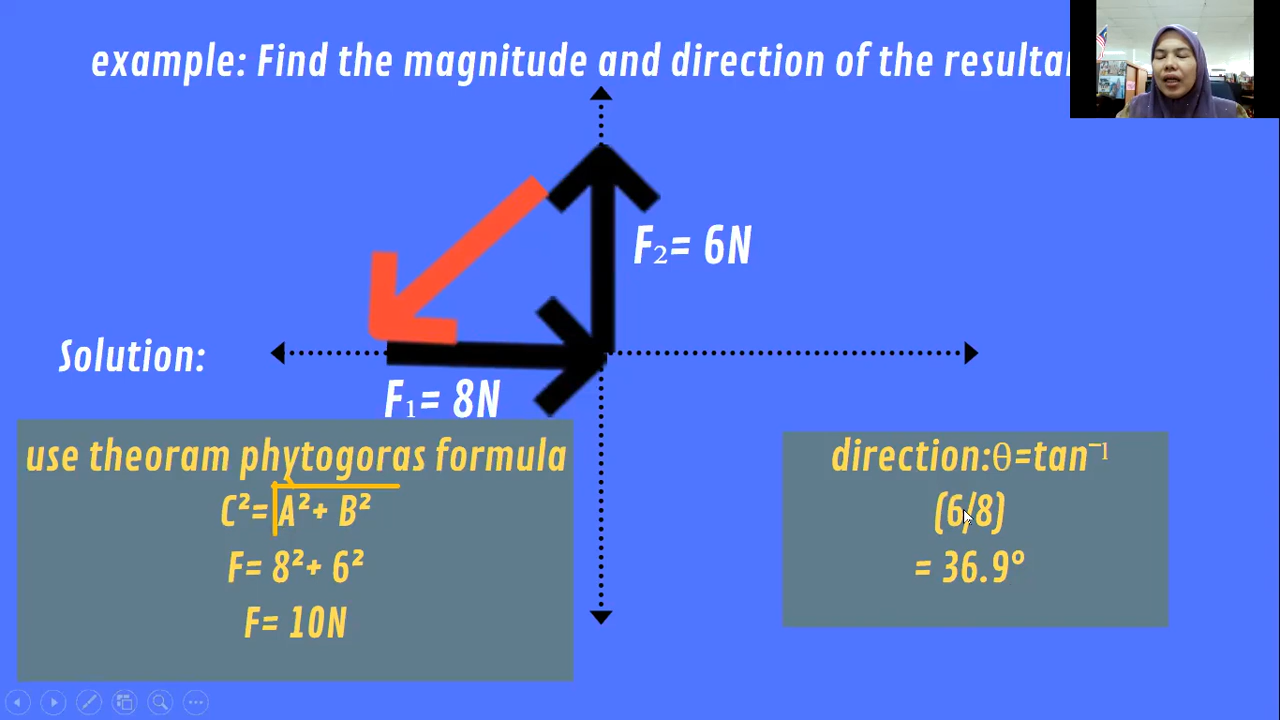 example: Find the magnitude and direction of the
F₂= 6N
Solution:
F₁= 8N
use theoram phytogoras formula
C²= A²+ B²
F= 8²+ 6²
F= 10N
direction:θ=tan⁻¹
(6/8)
= 36.9°